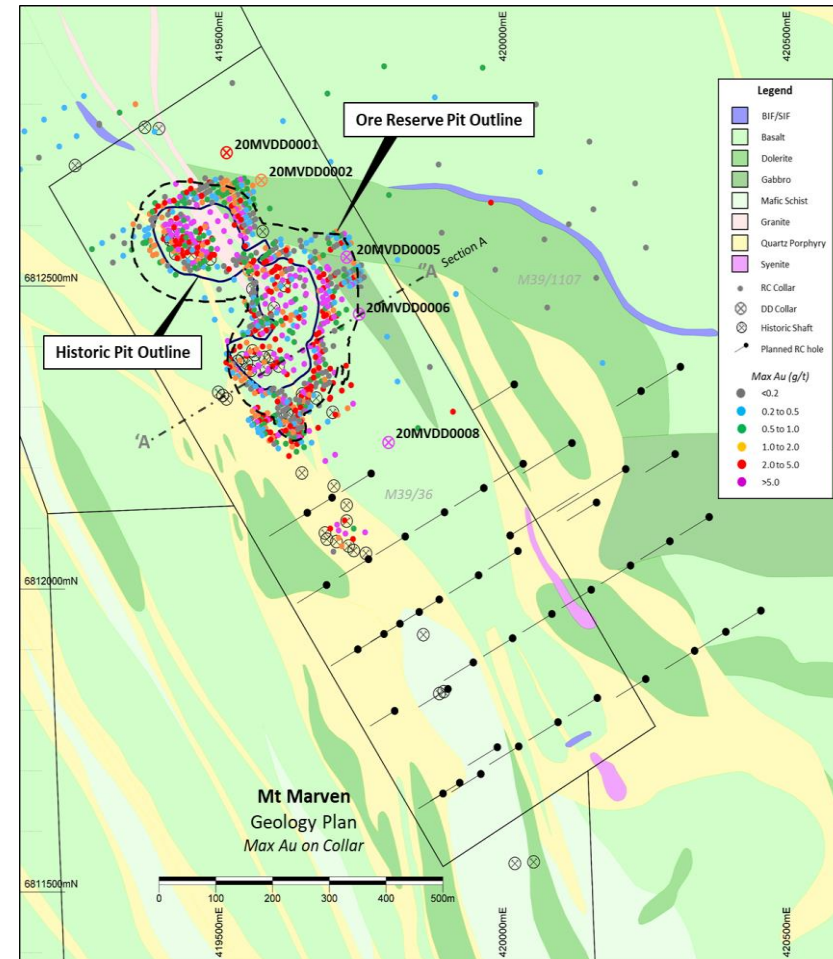 419500mE
420000mE
420500mE
Ore Reserve Pit Outline
20MVDD0001
20MVDD0002
20MVDD0005
'A
Section A
M39/1107
6812500mN
20MVDD0006
Historic Pit Outline
'A
20MVDD0008
M39/36
6812000mN
Mt Marven
Geology Plan
Max Au on Collar
6811500mN
0 100 200 300 400 500m
419500mE
420000mE
420500mE
Legend
BIF/SIF
Basalt
Dolerite
Gabbro
Mafic Schist
Granite
Quartz Porphyry
Syenite
RC Collar
DD Collar
Historic Shaft
Planned RC hole
Max Au (g/t)
<0.2
0.2 to 0.5
0.5 to 1.0
1.0 to 2.0
2.0 to 5.0
>5.0